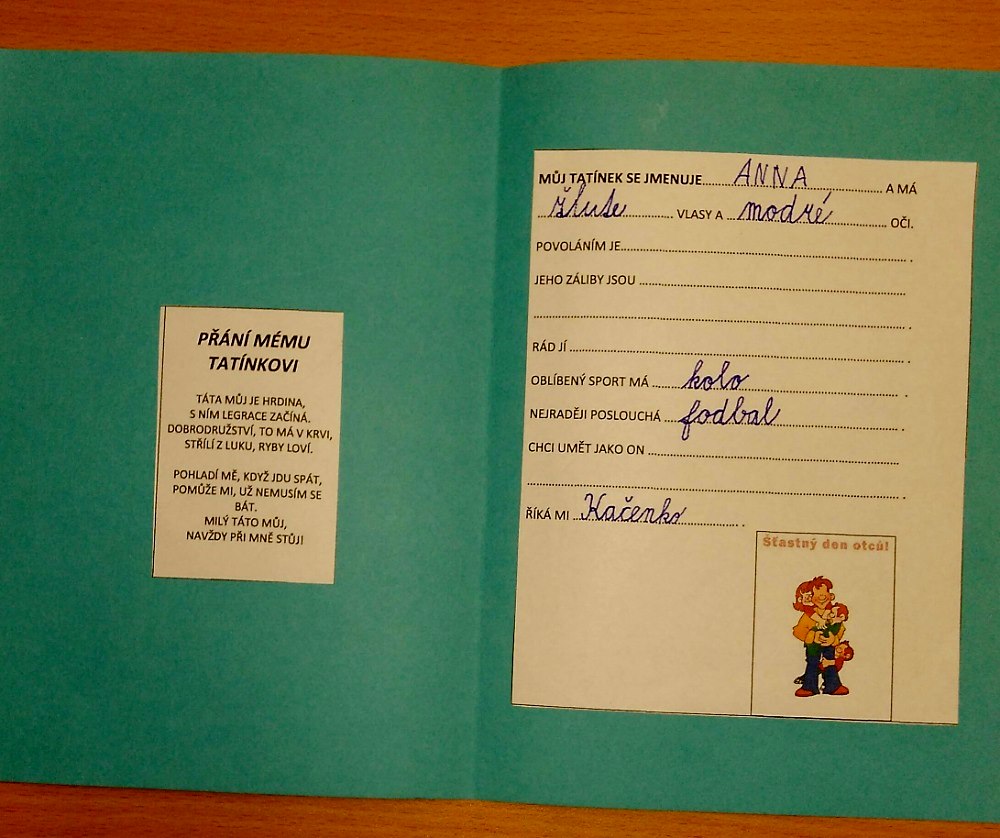 PŘÁNÍ MÉMU
TATÍNKOVI
TÁTA MŮJ JE HRDINA,
S NÍM LEGRACE ZAČÍNÁ.
DOBRODRUŽSTVÍ, TO MÁ V KRVI,
STŘÍLÍ Z LUKU, RYBY LOVÍ.
POHLADÍ MĚ, KDYŽ JDU SPÁT,
POMŮŽE MI, UŽ NEMUSÍM SE
BÁT.
MILÝ TÁTO MŮJ,
NAVŽDY PŘI MNĚ STŮJ!
MŮJ TATÍNEK SE JMENUJE ANNA A MÁ
žlute VLASY A modré OČI.
POVOLÁNÍM JE.
JEHO ZÁLIBY JSOU
RÁD JÍ .
OBLÍBENÝ SPORT MÁ kolo .
NEJRADĚJI POSLOUCHÁ fodbal .
CHCI UMĚT JAKO ON
ŘÍKÁ MI Kačenko .
Šťastný den otců!